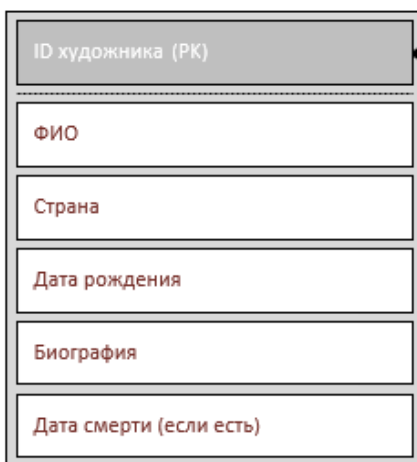 ID художника (PK)
ФИО
Страна
Дата рождения
Биография
Дата смерти (если есть)